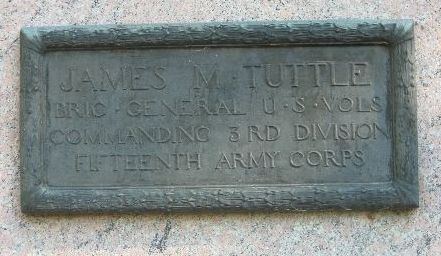 JAMES M · TUTTLE
BRIG · GENERAL U · S · VOLS
COMMANDING 3RD DIVISION
FIFTEENTH ARMY CORPS